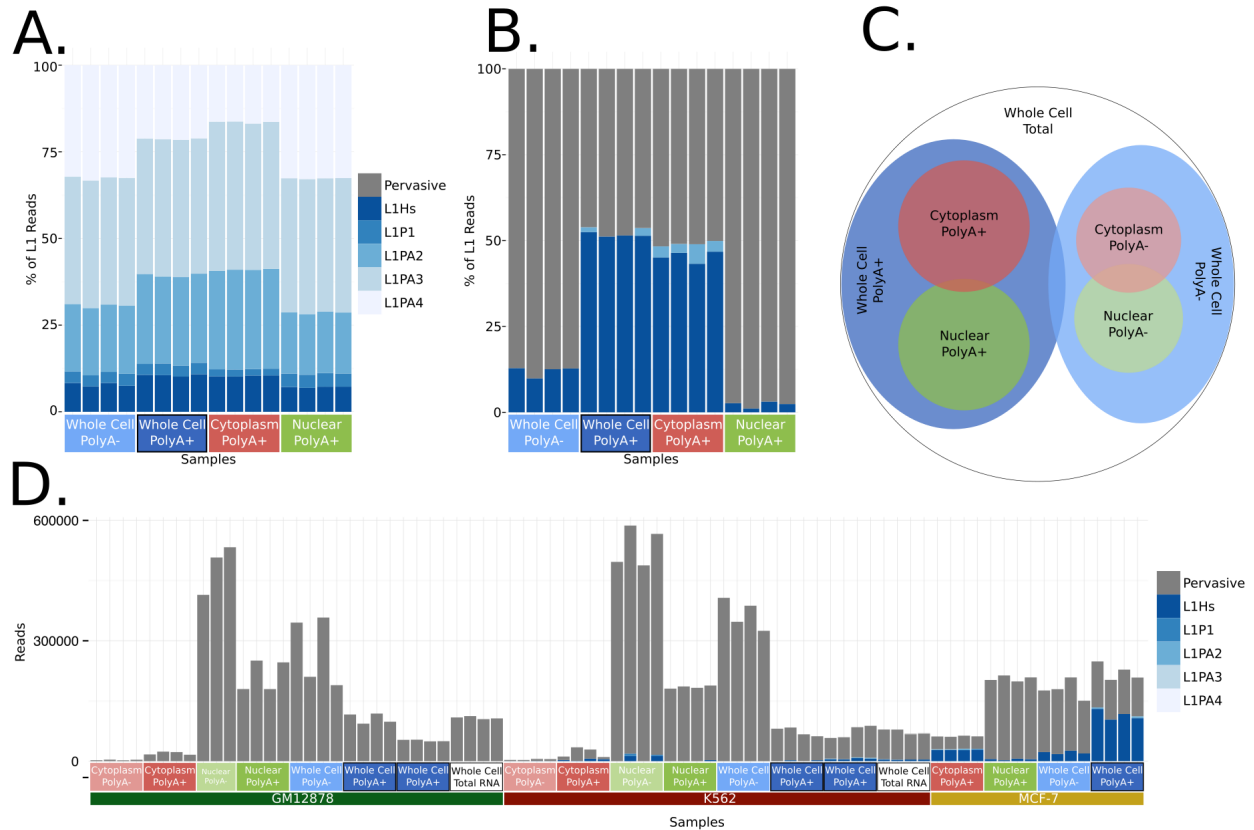 A.
% of L1 Reads
100
75
50
25
0
Whole Cell
PolyA-
Whole Cell
PolyA+
Cytoplasm
PolyA+
Nuclear
PolyA+
Samples
Pervasive
L1Hs
L1P1
L1PA2
L1PA3
L1PA4
B.
% of L1 Reads
100
75
50
25
0
Whole Cell
PolyA-
Whole Cell
PolyA+
Cytoplasm
PolyA+
Nuclear
PolyA+
Samples
C.
Whole Cell
Total
Whole Cell
PolyA+
Cytoplasm
PolyA+
Nuclear
PolyA+
Cytoplasm
PolyA-
Nuclear
PolyA-
Whole Cell
PolyA-
D.
Reads
600000
300000
0
Cytoplasm
PolyA-
Cytoplasm
PolyA+
Nuclear
PolyA-
Nuclear
PolyA+
Whole Cell
PolyA-
Whole Cell
PolyA+
Whole Cell
PolyA+
Whole Cell
Total RNA
Cytoplasm
PolyA-
Cytoplasm
PolyA+
Nuclear
PolyA-
Nuclear
PolyA+
Whole Cell
PolyA-
Whole Cell
PolyA+
Whole Cell
PolyA+
Whole Cell
Total RNA
Cytoplasm
PolyA+
Nuclear
PolyA+
Whole Cell
PolyA-
Whole Cell
PolyA+
GM12878
K562
MCF-7
Samples
Pervasive
L1Hs
L1P1
L1PA2
L1PA3
L1PA4